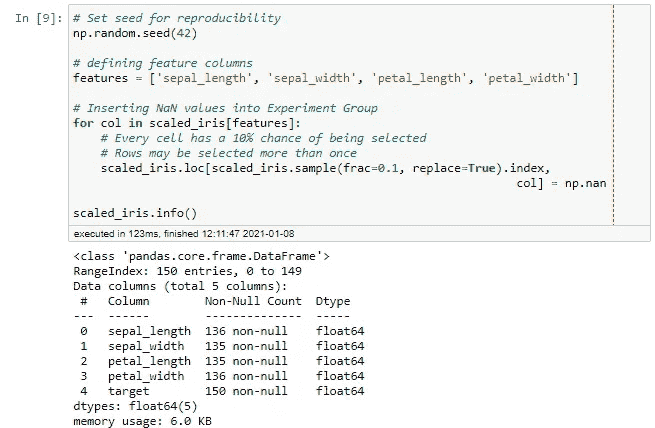 In [9]: # Set seed for reproducibility
np.random.seed(42)
# defining feature columns
features = ['sepal_length', 'sepal_width', 'petal_length', 'petal_width']
# Inserting NaN values into Experiment Group
for col in scaled_iris[features]:
    # Every cell has a 10% chance of being selected
    # Rows may be selected more than once
    scaled_iris.loc[scaled_iris.sample(frac=0.1, replace=True).index,
                                                                col] = np.nan
scaled_iris.info()
executed in 123ms, finished 12:11:47 2021-01-08
<class 'pandas.core.frame.DataFrame'>
RangeIndex: 150 entries, 0 to 149
Data columns (total 5 columns):
 #   Column        Non-Null Count  Dtype
---  ------        --------------  -----
 0   sepal_length  136 non-null    float64
 1   sepal_width   135 non-null    float64
 2   petal_length  135 non-null    float64
 3   petal_width   136 non-null    float64
 4   target        150 non-null    float64
dtypes: float64(5)
memory usage: 6.0 KB